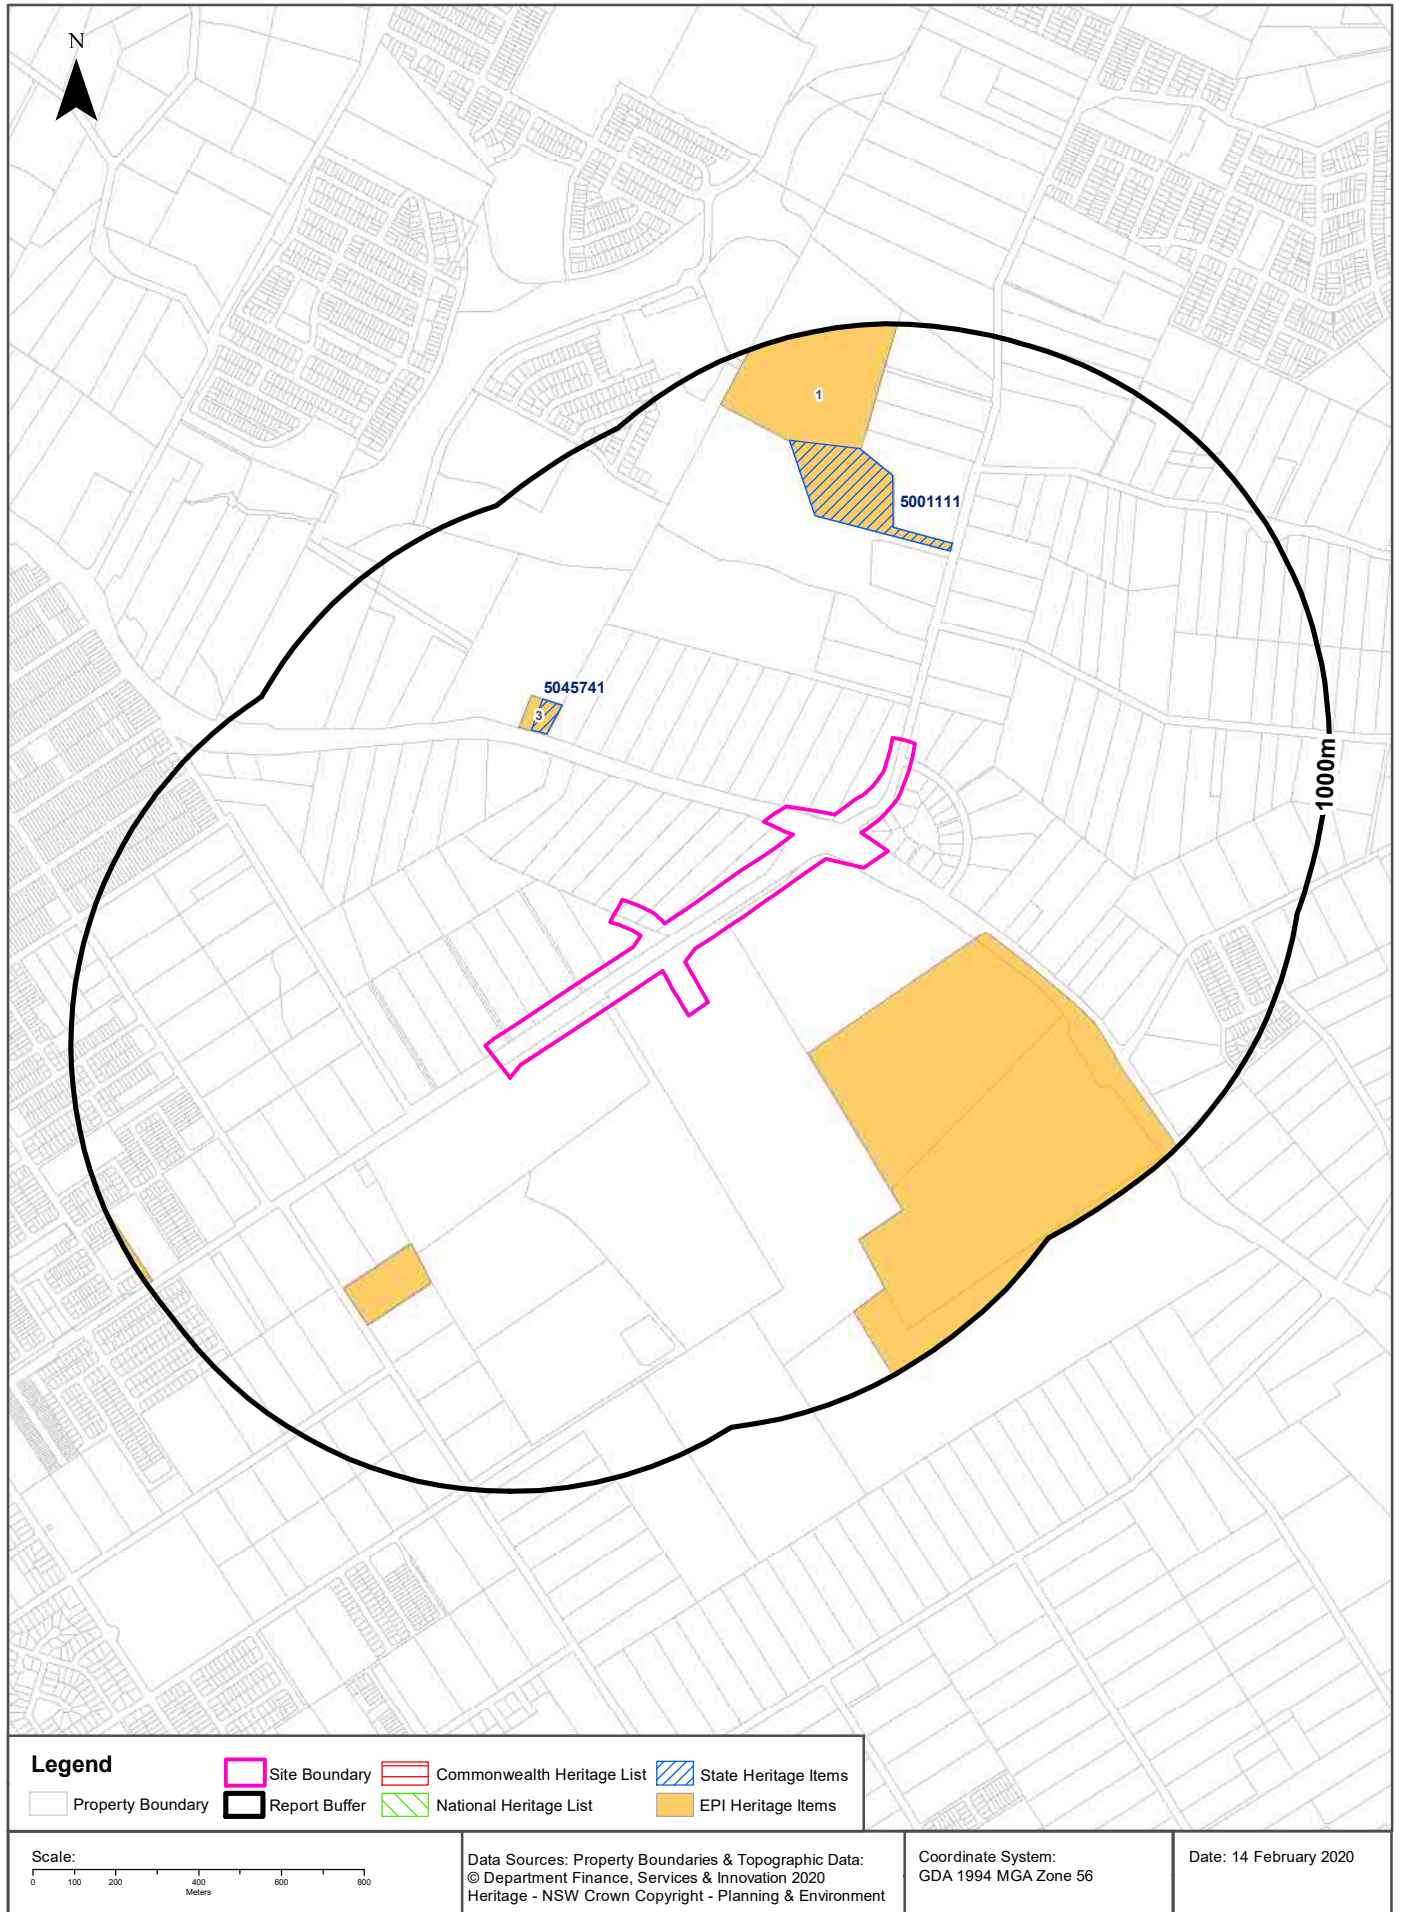 N
1
5001111
5045741
3
1000m
Legend
Property Boundary
Site Boundary
Report Buffer
Commonwealth Heritage List
National Heritage List
State Heritage Items
EPI Heritage Items
Scale:
0 100 200 400 600 800
Meters
Data Sources: Property Boundaries & Topographic Data:
© Department Finance, Services & Innovation 2020
Heritage - NSW Crown Copyright - Planning & Environment
Coordinate System:
GDA 1994 MGA Zone 56
Date: 14 February 2020